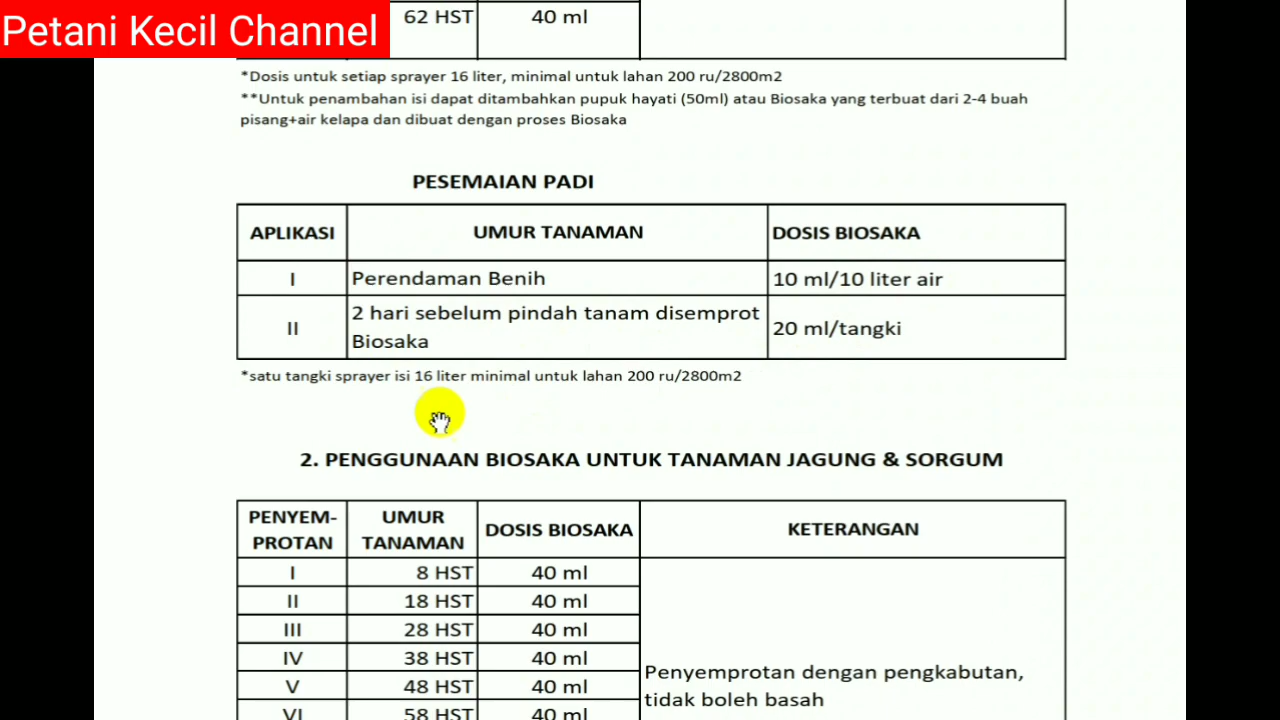 Petani Kecil Channel
62 HST 40 ml
*Dosis untuk setiap sprayer 16 liter, minimal untuk lahan 200 ru/2800m2
**Untuk penambahan isi dapat ditambahkan pupuk hayati (50ml) atau Biosaka yang terbuat dari 2-4 buah
pisang+air kelapa dan dibuat dengan proses Biosaka
PESEMAIAN PADI
APLIKASI UMUR TANAMAN DOSIS BIOSAKA
I Perendaman Benih 10 ml/10 liter air
II 2 hari sebelum pindah tanam disemprot
Biosaka 20 ml/tangki
*satu tangki sprayer isi 16 liter minimal untuk lahan 200 ru/2800m2
2. PENGGUNAAN BIOSAKA UNTUK TANAMAN JAGUNG & SORGUM
PENYEM-
PROTAN
UMUR
TANAMAN
DOSIS BIOSAKA
KETERANGAN
I 8 HST 40 ml
II 18 HST 40 ml
III 28 HST 40 ml
IV 38 HST 40 ml
V 48 HST 40 ml
VI 58 HST 40 ml
Penyemprotan dengan pengkabutan,
tidak boleh basah